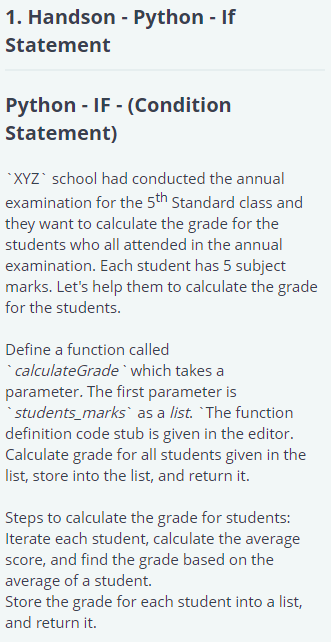 1. Handson - Python - If
Statement
Python - IF - (Condition
Statement)
`XYZ` school had conducted the annual
examination for the 5th Standard class and
they want to calculate the grade for the
students who all attended in the annual
examination. Each student has 5 subject
marks. Let's help them to calculate the grade
for the students.
Define a function called
`calculateGrade ` which takes a
parameter. The first parameter is
`students_marks` as a list. `The function
definition code stub is given in the editor.
Calculate grade for all students given in the
list, store into the list, and return it.
Steps to calculate the grade for students:
Iterate each student, calculate the average
score, and find the grade based on the
average of a student.
Store the grade for each student into a list,
and return it.